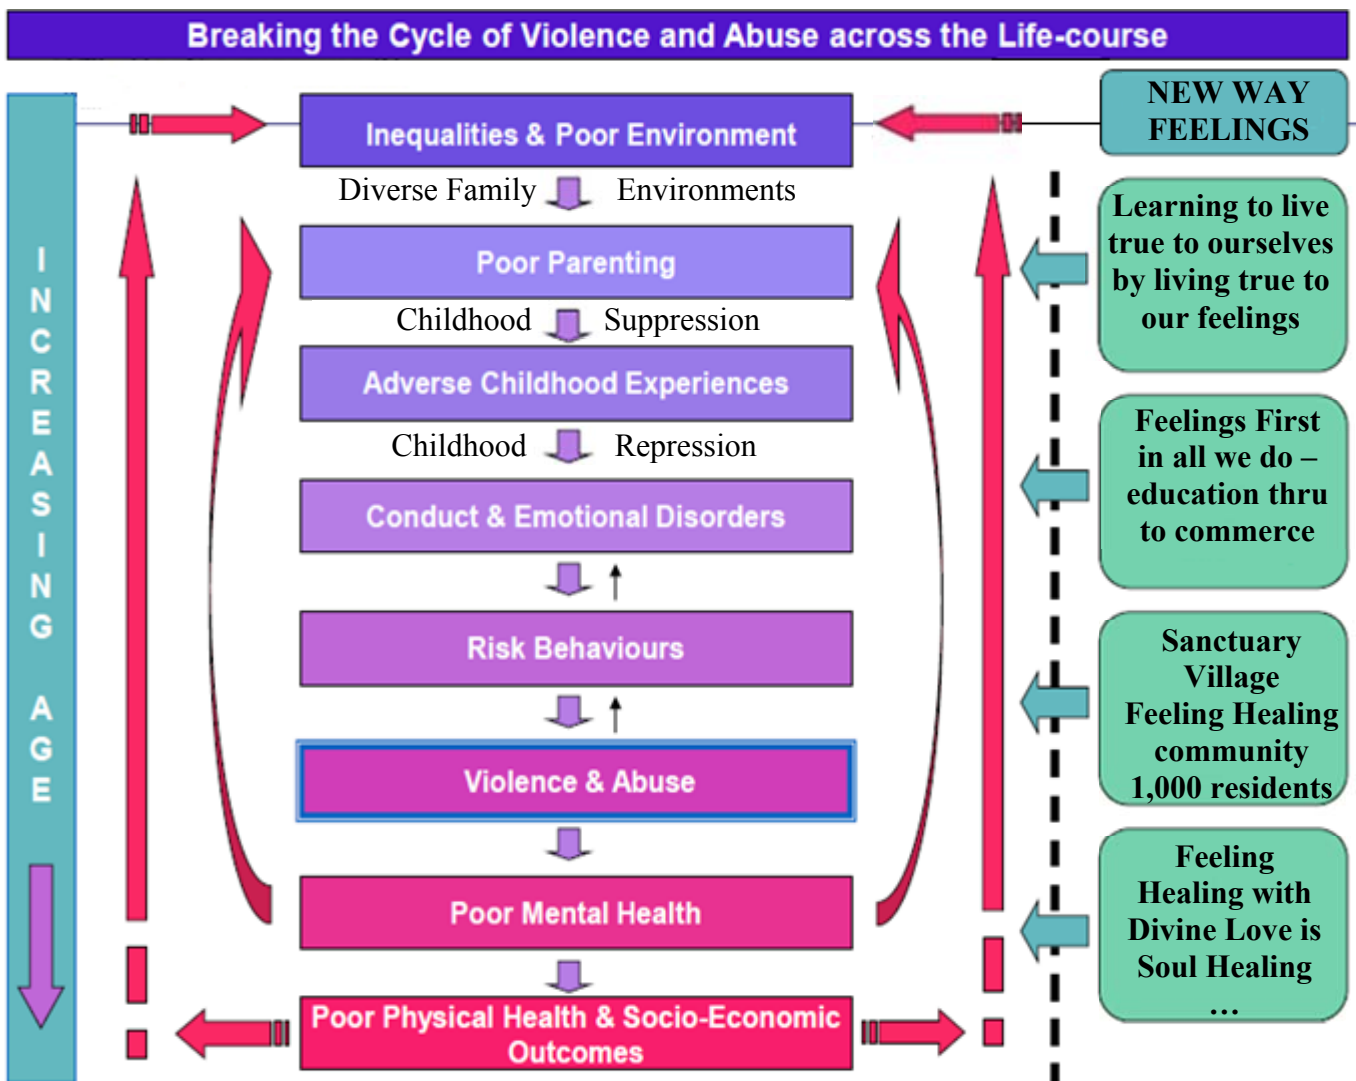 Breaking the Cycle of Violence and Abuse across the Life-course
INCREASING AGE
Inequalities & Poor Environment
Diverse Family Environments
Poor Parenting
Childhood Suppression
Adverse Childhood Experiences
Childhood Repression
Conduct & Emotional Disorders
Risk Behaviours
Violence & Abuse
Poor Mental Health
Poor Physical Health & Socio-Economic
Outcomes
NEW WAY
FEELINGS
Learning to live
true to ourselves
by living true to
our feelings
Feelings First
in all we do –
education thru
to commerce
Sanctuary
Village
Feeling Healing
community
1,000 residents
Feeling
Healing with
Divine Love is
Soul Healing
…